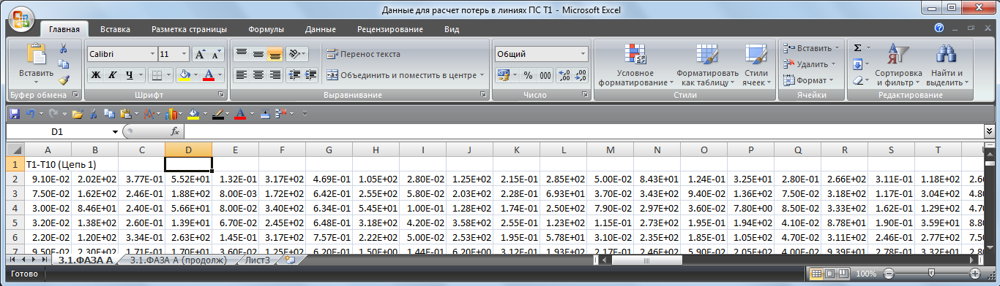 Данные для расчет потерь в линиях ПС Т1 - Microsoft Excel
Главная Вставка Разметка страницы Формулы Данные Рецензирование Вид
Вставить
Буфер обмена
Calibri 11
Ж К Ч
Шрифт
Перенос текста
Объединить и поместить в центре
Выравнивание
Общий
% 000
Число
Условное форматирование
Форматировать как таблицу
Стили ячеек
Стили
Вставить
Удалить
Формат
Ячейки
Сортировка и фильтр
Найти и выделить
Редактирование
D1 fx
A B C D E F G H I J K L M N O P Q R S T U
1 Т1-Т10 (Цепь 1)
2 9.10E-02 2.02E+02 3.77E-01 5.52E+01 1.32E-01 3.17E+02 4.69E-01 1.05E+02 2.80E-01 1.25E+02 2.15E-01 2.85E+02 5.00E-02 8.43E+01 1.24E-01 3.25E+01 2.80E-01 2.66E+02 3.11E-01 1.18E+02
3 7.50E-02 1.62E+02 2.46E-01 1.88E+02 8.00E-03 1.72E+02 6.42E-01 2.55E+02 5.80E-02 2.03E+02 2.28E-01 6.93E+01 3.70E-02 3.43E+02 9.40E-02 1.36E+02 7.50E-02 3.18E+02 1.17E-01 3.04E+02
4 3.00E-02 8.46E+01 2.40E-01 5.66E+01 8.00E-02 3.40E+02 6.34E-01 5.45E+01 1.00E-01 1.28E+02 1.74E-01 2.50E+02 7.90E-02 2.97E+02 3.60E-02 7.80E+00 8.50E-02 3.33E+02 1.62E-01 1.29E+02
5 3.20E-02 1.38E+02 2.60E-01 1.39E+01 6.70E-02 2.45E+02 6.48E-01 3.18E+02 4.20E-02 3.58E+02 2.55E-01 1.23E+02 1.15E-01 2.73E+02 1.95E-01 1.94E+02 4.10E-02 8.78E+01 1.90E-01 3.59E+01
6 2.20E-02 1.20E+02 3.34E-01 2.63E+02 1.45E-01 3.17E+02 7.57E-01 2.22E+02 5.00E-02 2.53E+02 1.95E-01 5.78E+01 3.10E-02 2.35E+02 1.85E-01 1.05E+02 4.70E-02 3.11E+02 2.46E-01 2.77E+02
7 9.50E-02 2.30E+02 1.71E-01 1.70E+01 3.60E-02 1.25E+02 6.20E-01 1.50E+00 1.44E-01 6.20E+00 3.12E-01 1.93E+02 2.17E-01 2.46E+02 5.90E-02 2.05E+02 4.00E-02 9.39E+01 2.78E-01 3.32E+01
3.1.ФАЗА А 3.1.ФАЗА А (продолж) Лист3
Готово 100%